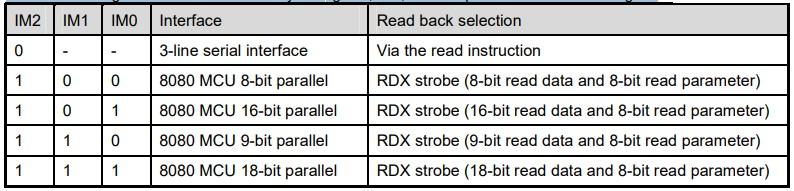 IM2 IM1 IM0 Interface Read back selection
0 - - 3-line serial interface Via the read instruction
1 0 0 8080 MCU 8-bit parallel RDX strobe (8-bit read data and 8-bit read parameter)
1 0 1 8080 MCU 16-bit parallel RDX strobe (16-bit read data and 8-bit read parameter)
1 1 0 8080 MCU 9-bit parallel RDX strobe (9-bit read data and 8-bit read parameter)
1 1 1 8080 MCU 18-bit parallel RDX strobe (18-bit read data and 8-bit read parameter)